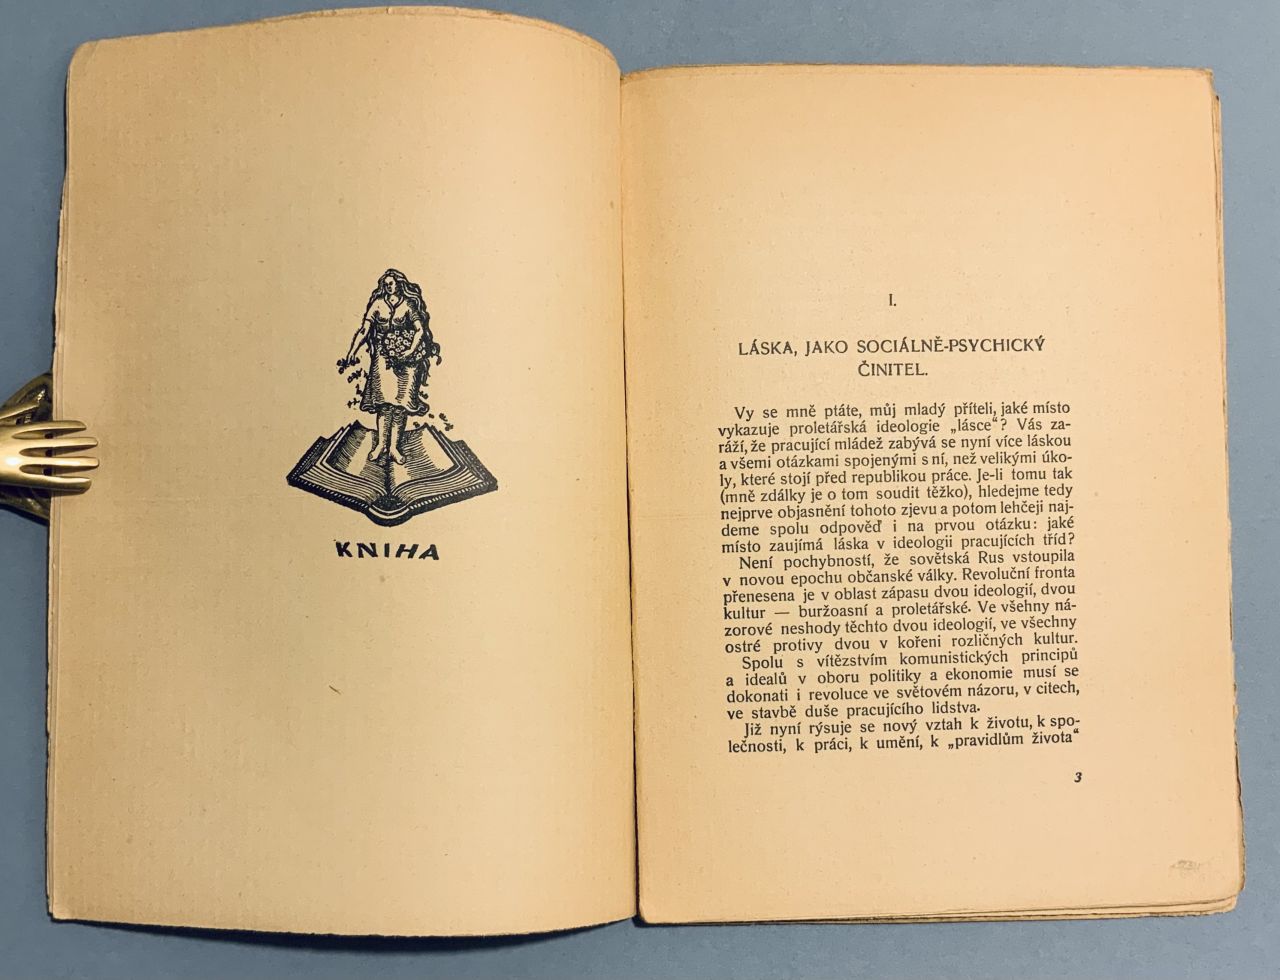 KNIHA
I.
LÁSKA, JAKO SOCIÁLNĚ-PSYCHICKÝ
ČINITEL.
Vy se mně ptáte, můj mladý příteli, jaké místo
vykazuje proletářská ideologie „lásce“? Vás za-
ráží, že pracující mládež zabývá se nyní více láskou
a všemi otázkami spojenými s ní, než velikými úko-
ly, které stojí před republikou práce. Je-li tomu tak
(mně zdálky je o tom soudit těžko), hledejme tedy
nejprve objasnění tohoto zjevu a potom lehčeji naj-
deme spolu odpověď i na prvou otázku: jaké
místo zaujímá láska v ideologii pracujících tříd?
Není pochybností, že sovětská Rus vstoupila
v novou epochu občanské války. Revoluční fronta
přenesena je v oblast zápasu dvou ideologií, dvou
kultur — buržoasní a proletářské. Ve všehny ná-
zorové neshody těchto dvou ideologií, ve všechny
ostré protivy dvou v kořeni rozličných kultur.
Spolu s vítězstvím komunistických principů
a idealů v oboru politiky a ekonomie musí se
dokonati i revoluce ve světovém názoru, v citech,
ve stavbě duše pracujícího lidstva.
Již nyní rýsuje se nový vztah k životu, k spo-
lečnosti, k práci, k umění, k „pravidlům života“
3